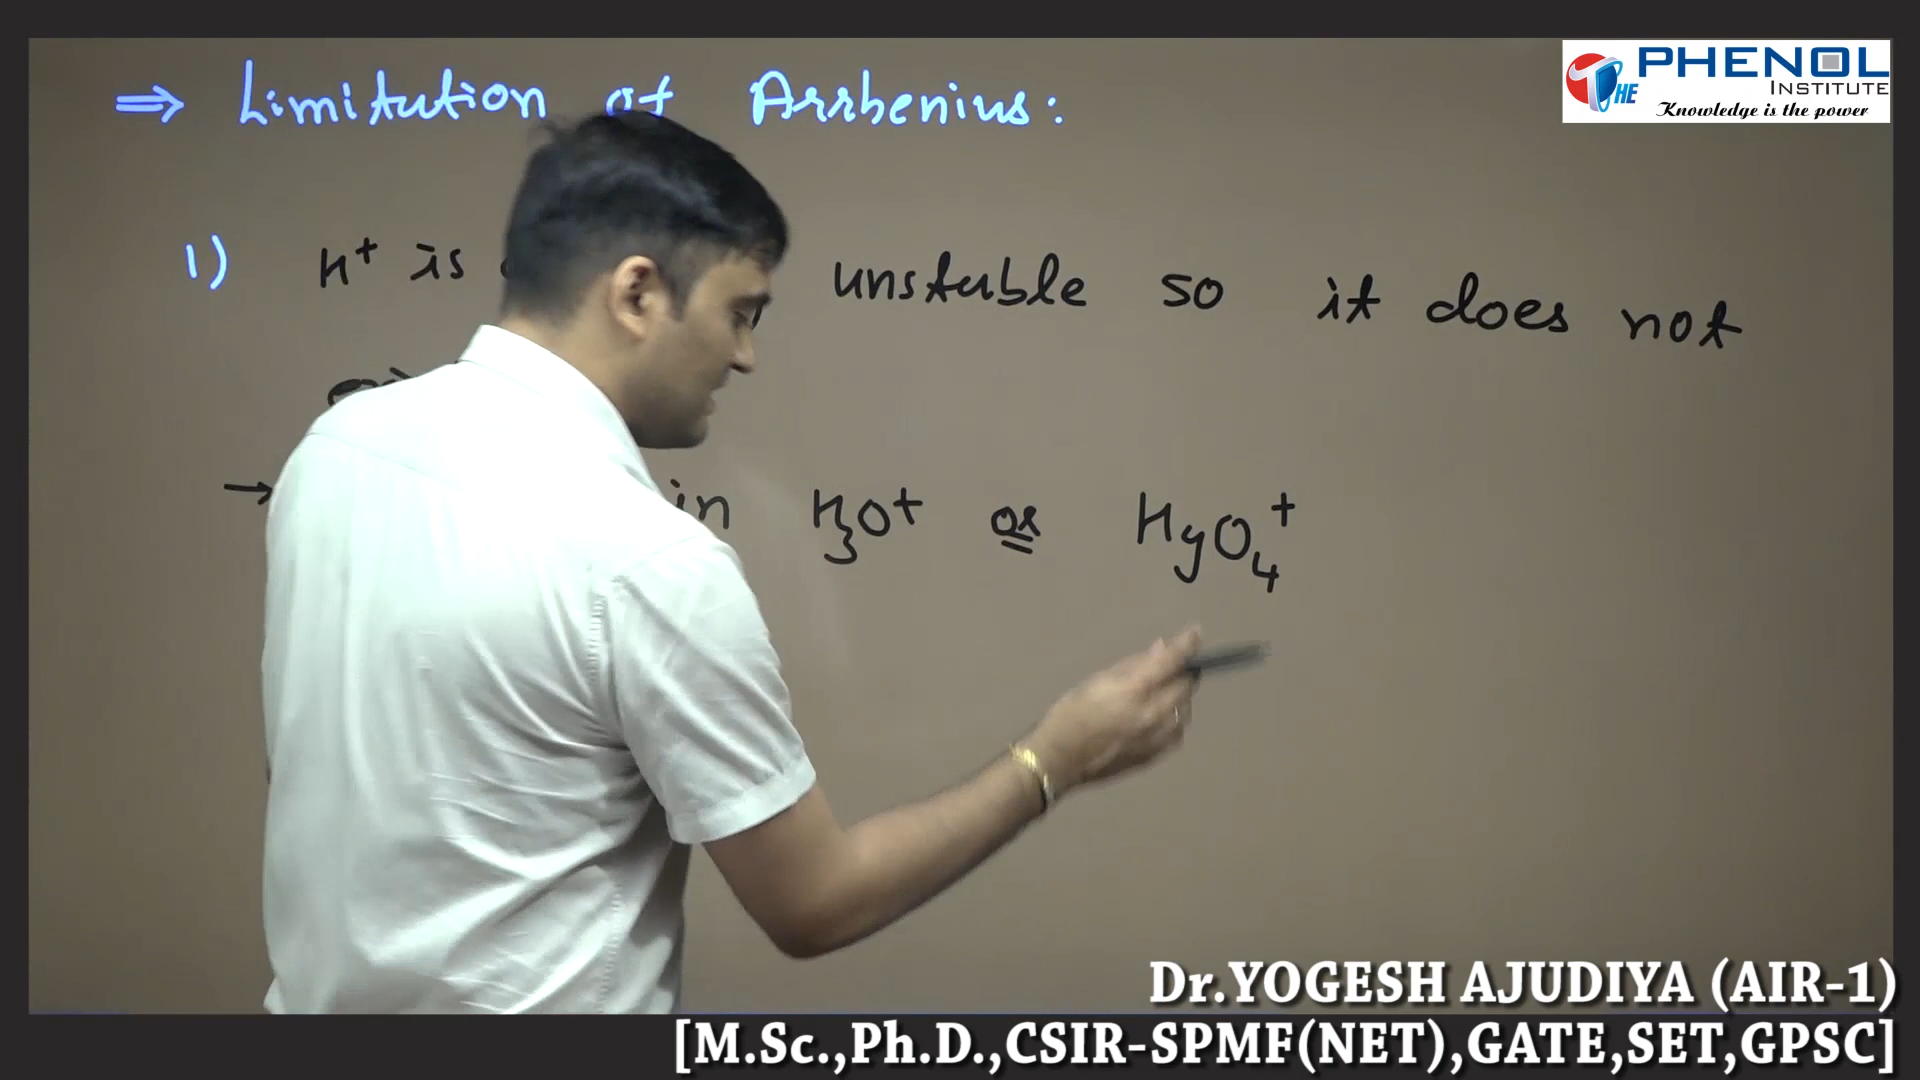 ⇒ Limitation of Arrhenius:
THE PHENOL
INSTITUTE
Knowledge is the power
1) H⁺ is unstable so it does not
→ in H₃O⁺ or H₉O₄⁺
Dr.YOGESH AJUDIYA (AIR-1)
[M.Sc.,Ph.D.,CSIR-SPMF(NET),GATE,SET,GPSC]